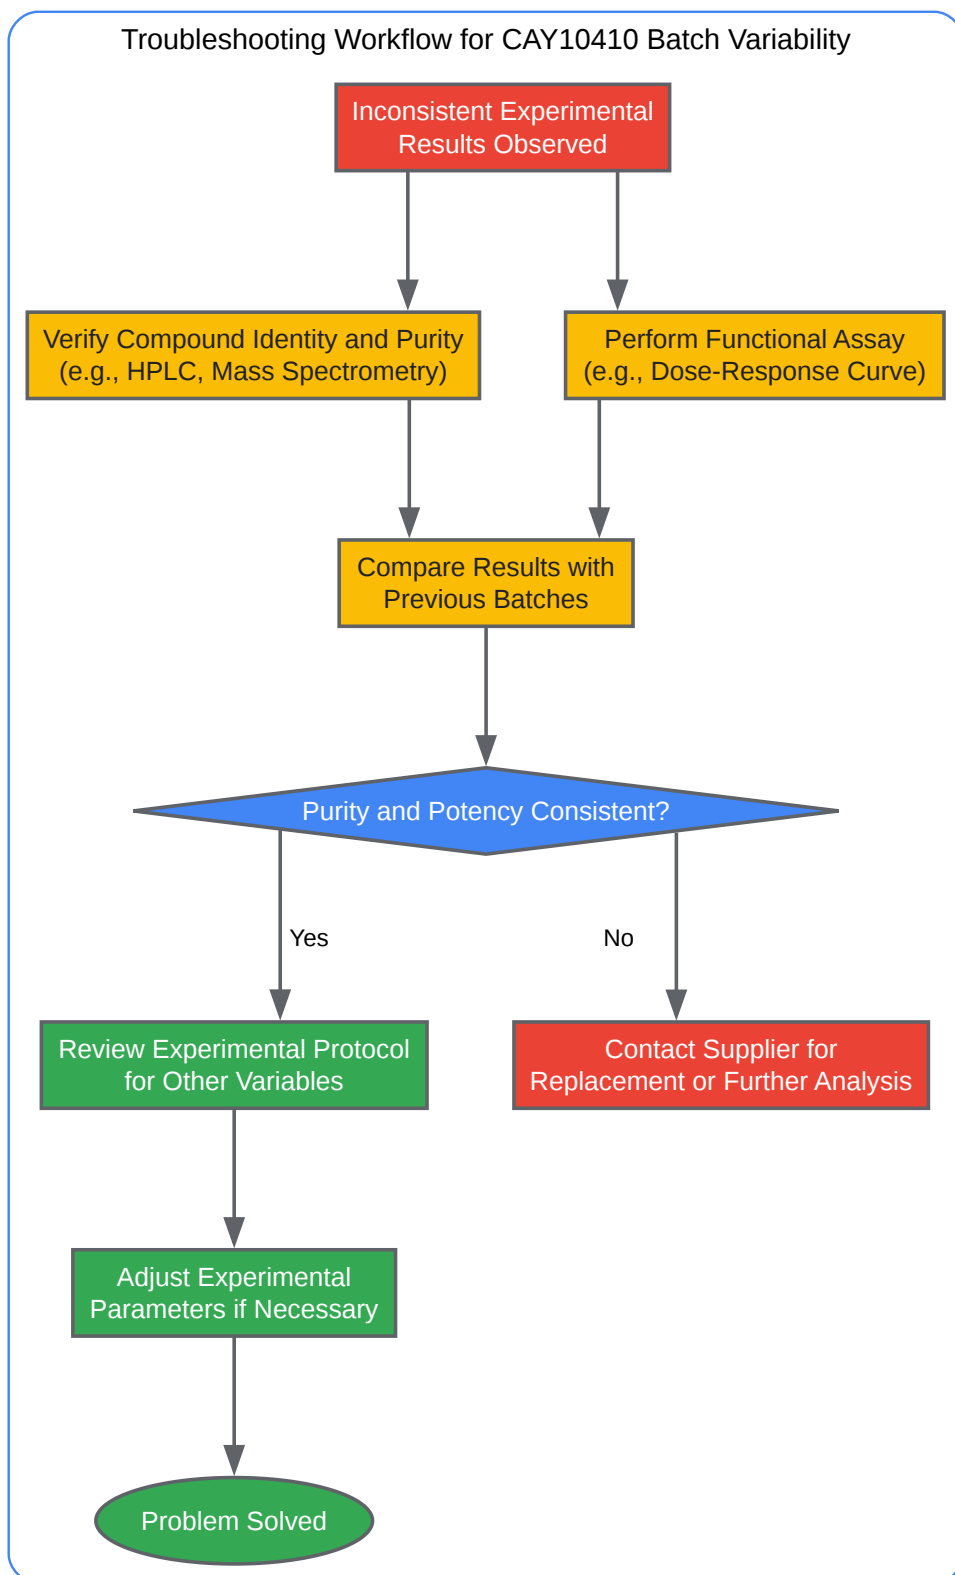 Troubleshooting Workflow for CAY10410 Batch Variability
Inconsistent Experimental
Results Observed
Verify Compound Identity and Purity
(e.g., HPLC, Mass Spectrometry)
Perform Functional Assay
(e.g., Dose-Response Curve)
Compare Results with
Previous Batches
Purity and Potency Consistent?
Yes
No
Review Experimental Protocol
for Other Variables
Contact Supplier for
Replacement or Further Analysis
Adjust Experimental
Parameters if Necessary
Problem Solved